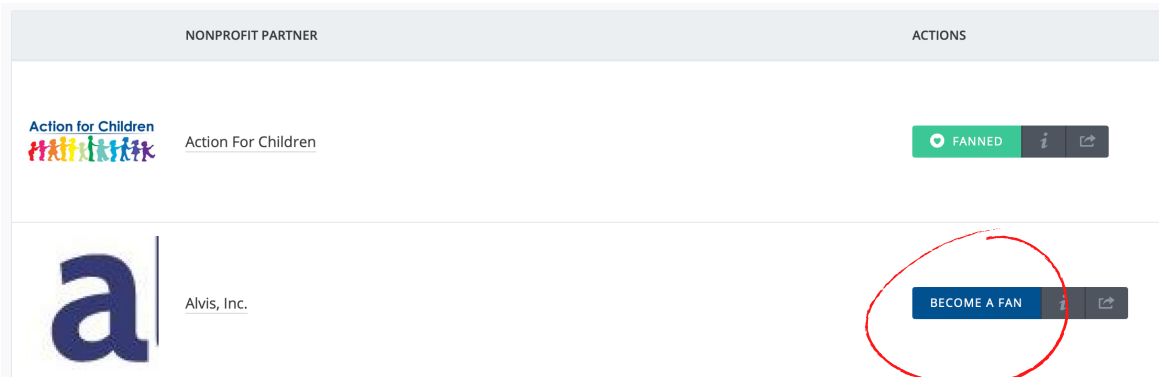 NONPROFIT PARTNER ACTIONS
Action for Children
Action For Children
FANNED
i
a
Alvis, Inc.
BECOME A FAN
i